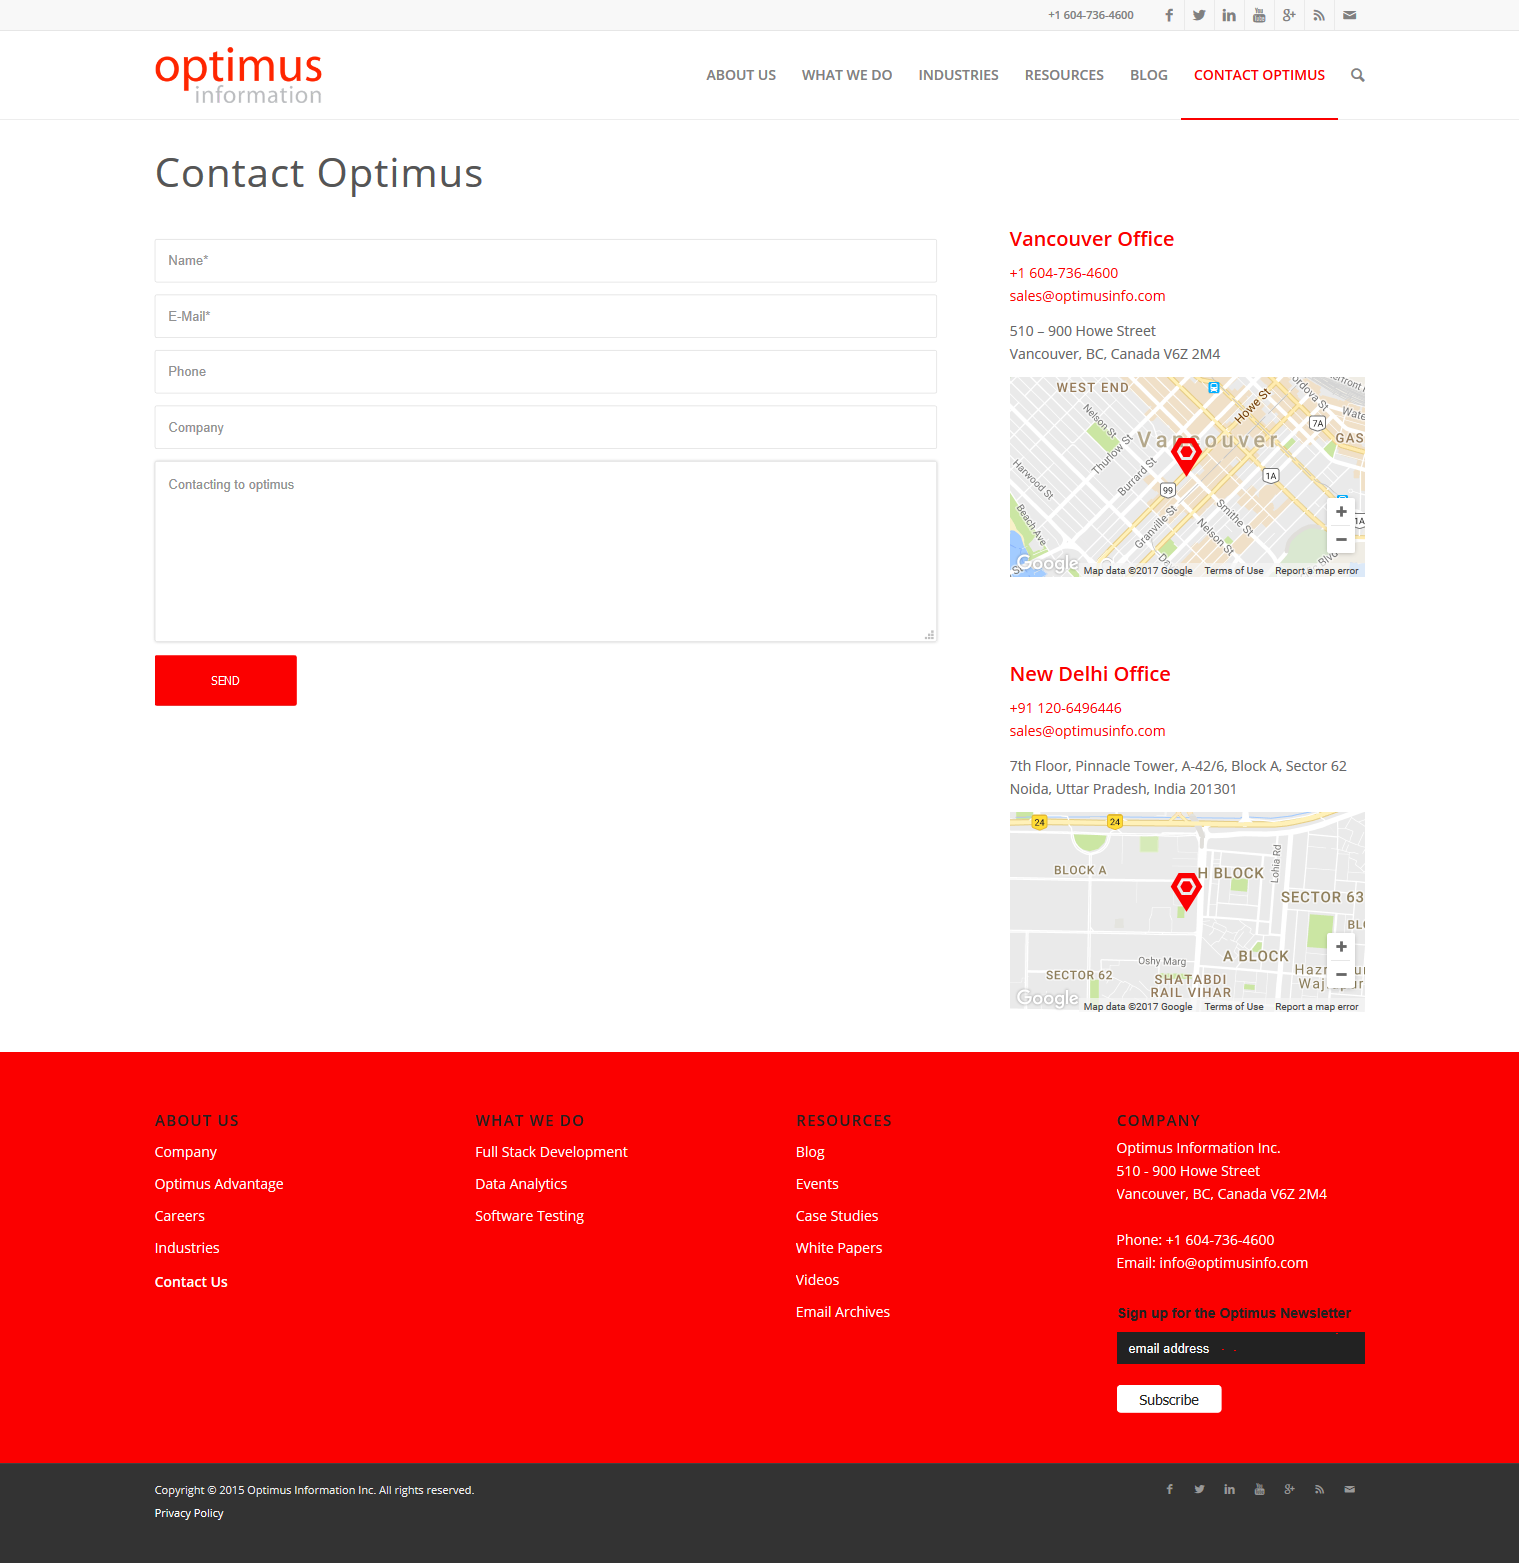 +1 604-736-4600
optimus
information
ABOUT US WHAT WE DO INDUSTRIES RESOURCES BLOG CONTACT OPTIMUS
Contact Optimus
Name*
E-Mail*
Phone
Company
Contacting to optimus
SEND
Vancouver Office
+1 604-736-4600
sales@optimusinfo.com
510 – 900 Howe Street
Vancouver, BC, Canada V6Z 2M4
WEST END
Howe St
Nelson St
7A
Vancouver
GAS
Thurlow St
Burrard St
Harwood St
1A
99
Beach Ave
Granville St
Smithe St
Nelson St
1A
Google
Map data ©2017 Google Terms of Use Report a map error
New Delhi Office
+91 120-6496446
sales@optimusinfo.com
7th Floor, Pinnacle Tower, A-42/6, Block A, Sector 62
Noida, Uttar Pradesh, India 201301
24 24
Lohia Rd
BLOCK A
H BLOCK
SECTOR 63
A BLOCK
Oshy Marg
SECTOR 62
SHATABDI
RAIL VIHAR
Google
Map data ©2017 Google Terms of Use Report a map error
ABOUT US
Company
Optimus Advantage
Careers
Industries
Contact Us
WHAT WE DO
Full Stack Development
Data Analytics
Software Testing
RESOURCES
Blog
Events
Case Studies
White Papers
Videos
Email Archives
COMPANY
Optimus Information Inc.
510 - 900 Howe Street
Vancouver, BC, Canada V6Z 2M4
Phone: +1 604-736-4600
Email: info@optimusinfo.com
Sign up for the Optimus Newsletter
email address
Subscribe
Copyright © 2015 Optimus Information Inc. All rights reserved.
Privacy Policy